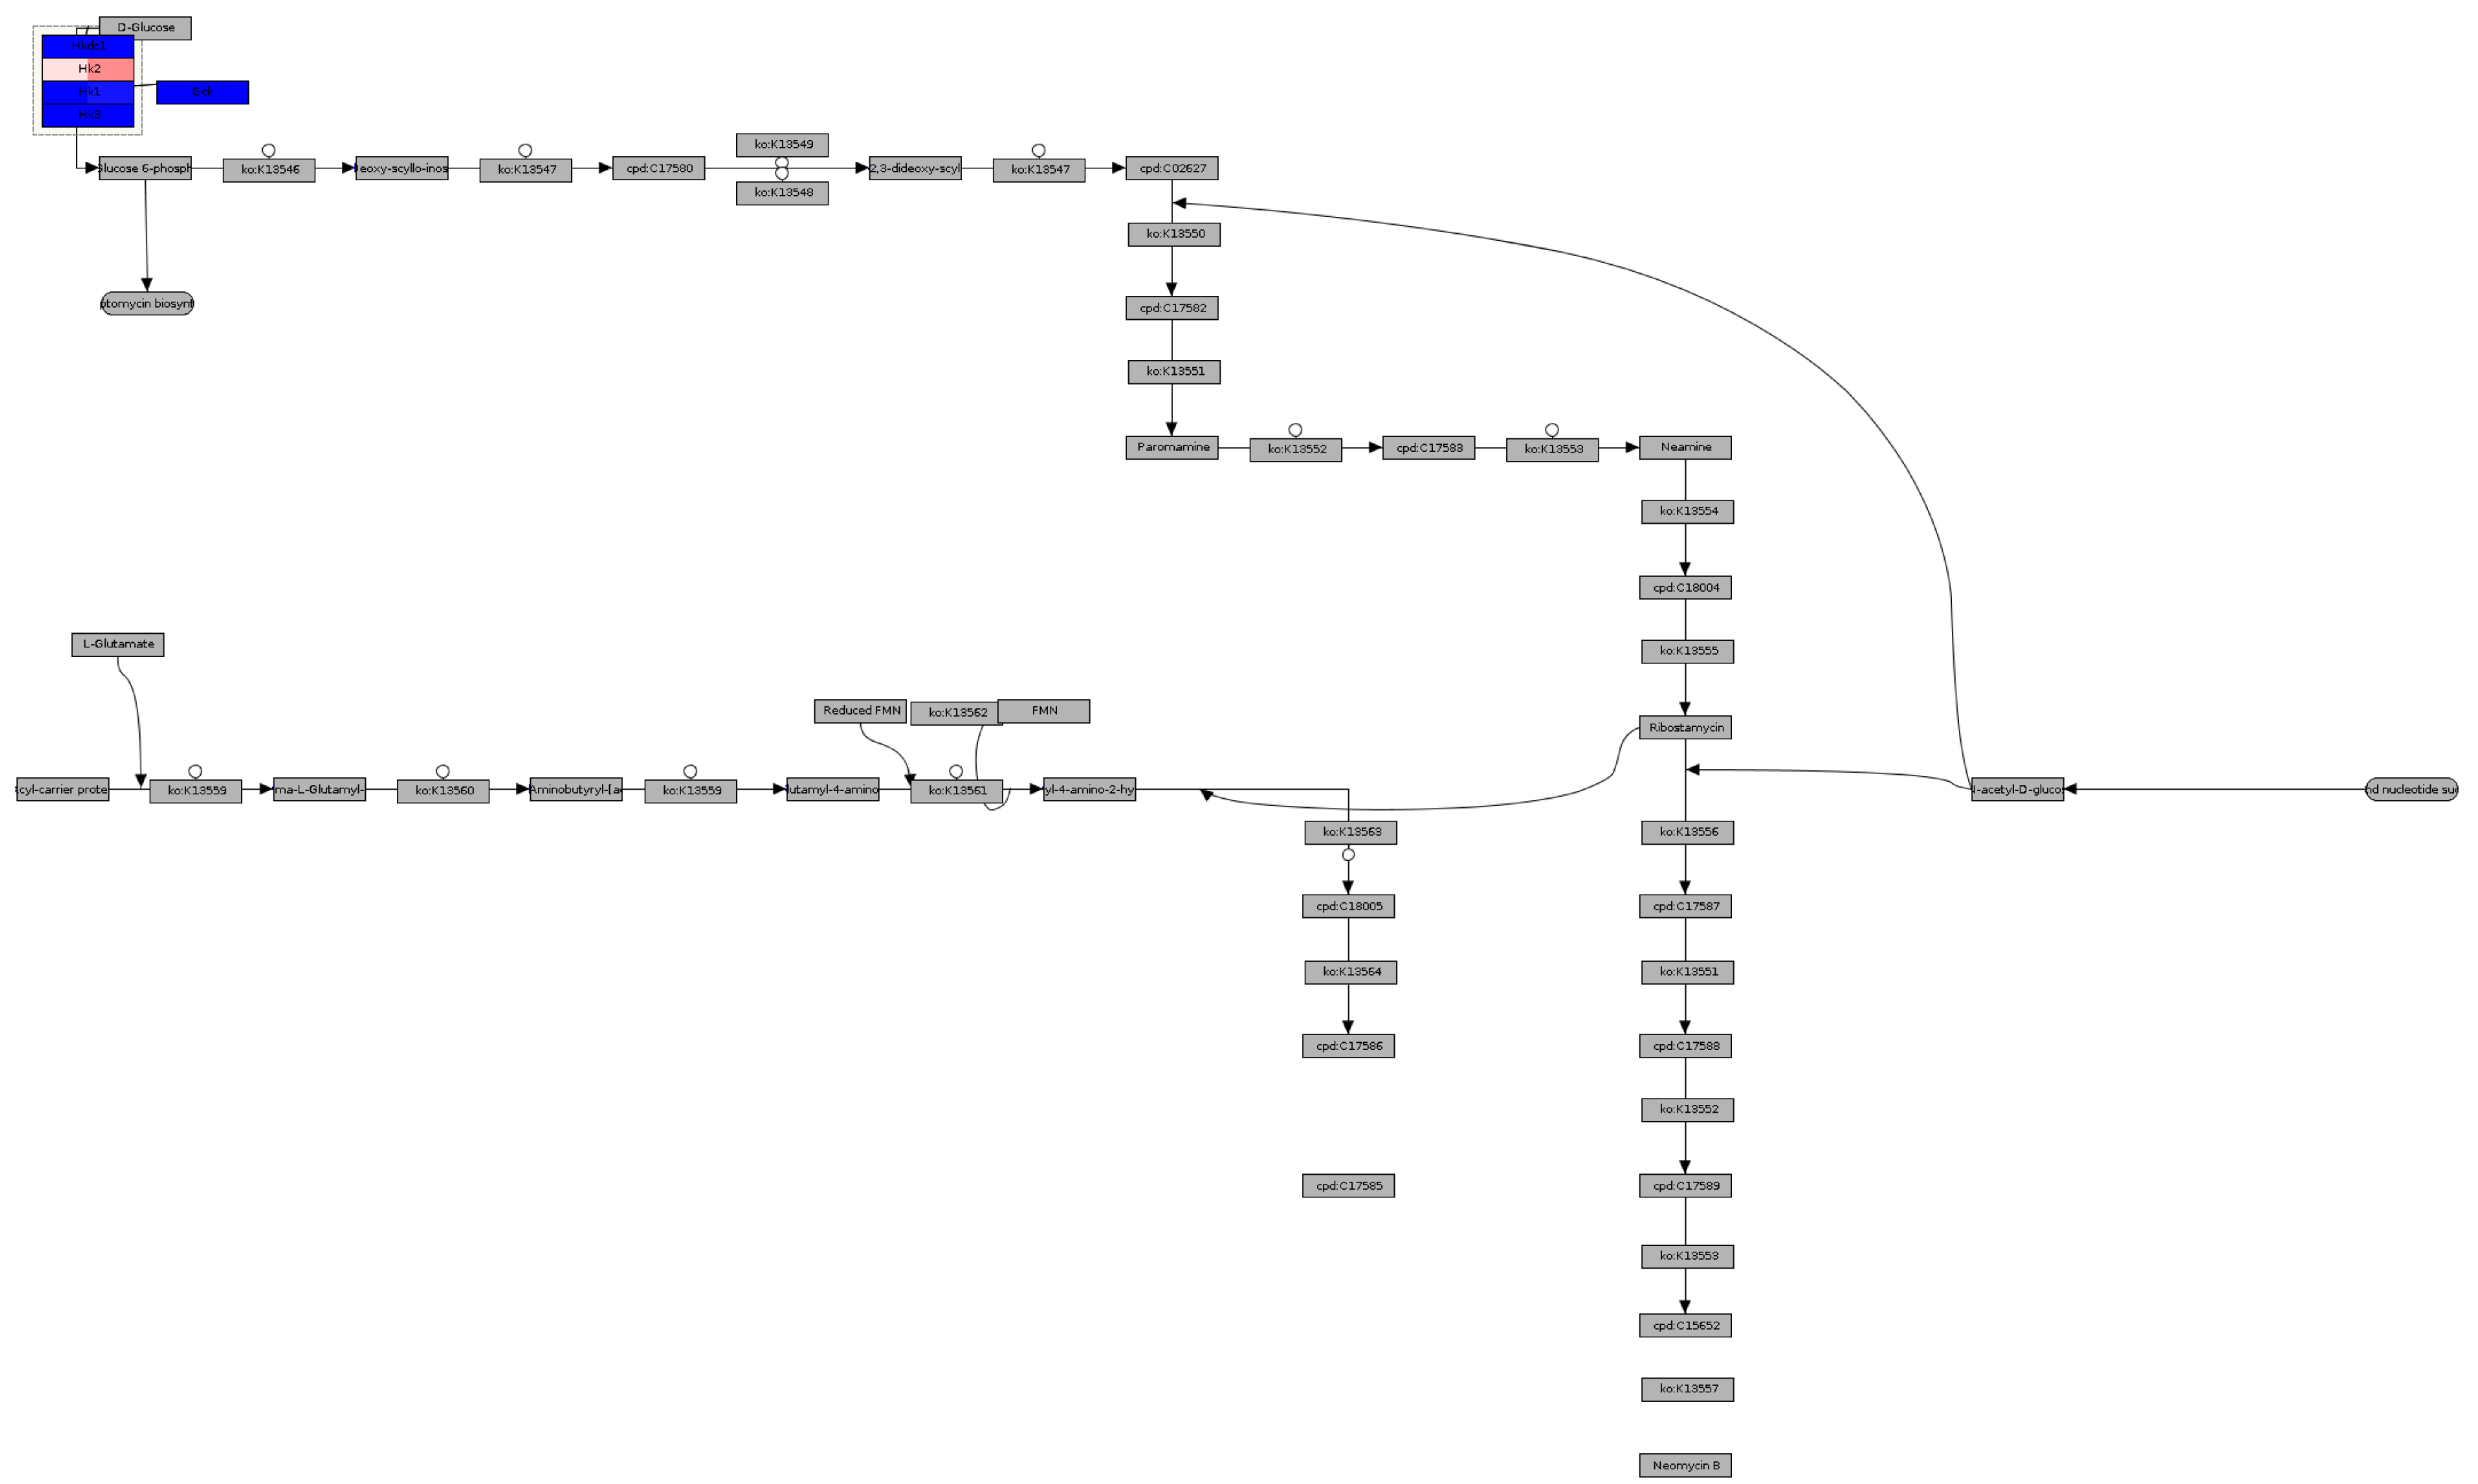 D-Glucose
Hkdc1
Hk2
Hk1
Hk3
Gck
ko:K13549
Glucose 6-phosph
ko:K13546
deoxy-scyllo-inos
ko:K13547
cpd:C17580
2,3-dideoxy-scyl
ko:K13547
cpd:C02627
ko:K13548
ko:K13550
ptomycin biosynt
cpd:C17582
ko:K13551
Paromamine
ko:K13552
cpd:C17583
ko:K13553
Neamine
ko:K13554
cpd:C18004
L-Glutamate
ko:K13555
Reduced FMN
ko:K13562
FMN
Ribostamycin
cyl-carrier prote
ko:K13559
ma-L-Glutamyl-
ko:K13560
Aminobutyryl-[a
ko:K13559
lutamyl-4-amino
ko:K13561
yl-4-amino-2-hy
N-acetyl-D-glucos
nd nucleotide sug
ko:K13563
ko:K13556
cpd:C18005
cpd:C17587
ko:K13564
ko:K13551
cpd:C17586
cpd:C17588
ko:K13552
cpd:C17585
cpd:C17589
ko:K13553
cpd:C15652
ko:K13557
Neomycin B